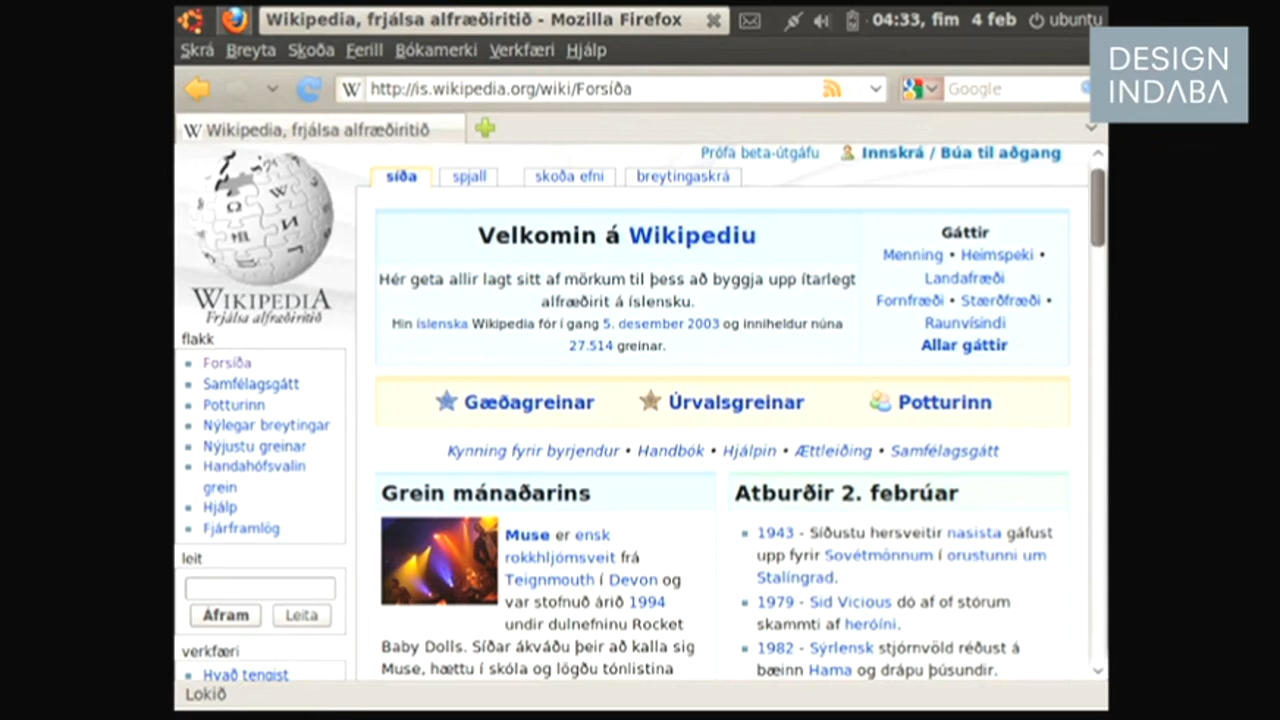 Wikipedia, frjálsa alfræðiritið - Mozilla Firefox
04:33, fim 4 feb
ubuntu
DESIGN
INDABA
Skrá Breyta Skoða Ferill Bókamerki Verkfæri Hjálp
W http://is.wikipedia.org/wiki/Forsíða
Google
W Wikipedia, frjálsa alfræðiritið
Prófa beta-útgáfu Innskrá / Búa til aðgang
síða spjall skoða efni breytingaskrá
WIKIPEDIA
Frjálsa alfræðiritið
flakk
Forsíða
Samfélagsgátt
Potturinn
Nýlegar breytingar
Nýjustu greinar
Handahófsvalin
grein
Hjálp
Fjárframlög
leit
Áfram Leita
verkfæri
Hvað tengist
Velkomin á Wikipediu
Hér geta allir lagt sitt af mörkum til þess að byggja upp ítarlegt
alfræðirit á íslensku.
Hin íslenska Wikipedia fór í gang 5. desember 2003 og inniheldur núna
27.514 greinar.
Gáttir
Menning • Heimspeki •
Landafræði
Fornfræði • Stærðfræði •
Raunvísindi
Allar gáttir
Gæðagreinar Úrvalsgreinar Potturinn
Kynning fyrir byrjendur • Handbók • Hjálpin • Ættleiðing • Samfélagsgátt
Grein mánaðarins
Muse er ensk
rokkhljómsveit frá
Teignmouth í Devon og
var stofnuð árið 1994
undir dulnefninu Rocket
Baby Dolls. Síðar ákváðu þeir að kalla sig
Muse, hættu í skóla og lögðu tónlistina
Atburðir 2. febrúar
1943 - Síðustu hersveitir nasista gáfust
upp fyrir Sovétmönnum í orustunni um
Stalíngrad.
1979 - Sid Vicious dó af of stórum
skammti af heróíni.
1982 - Sýrlensk stjórnvöld réðust á
bæinn Hama og drápu þúsundir.
Lokið